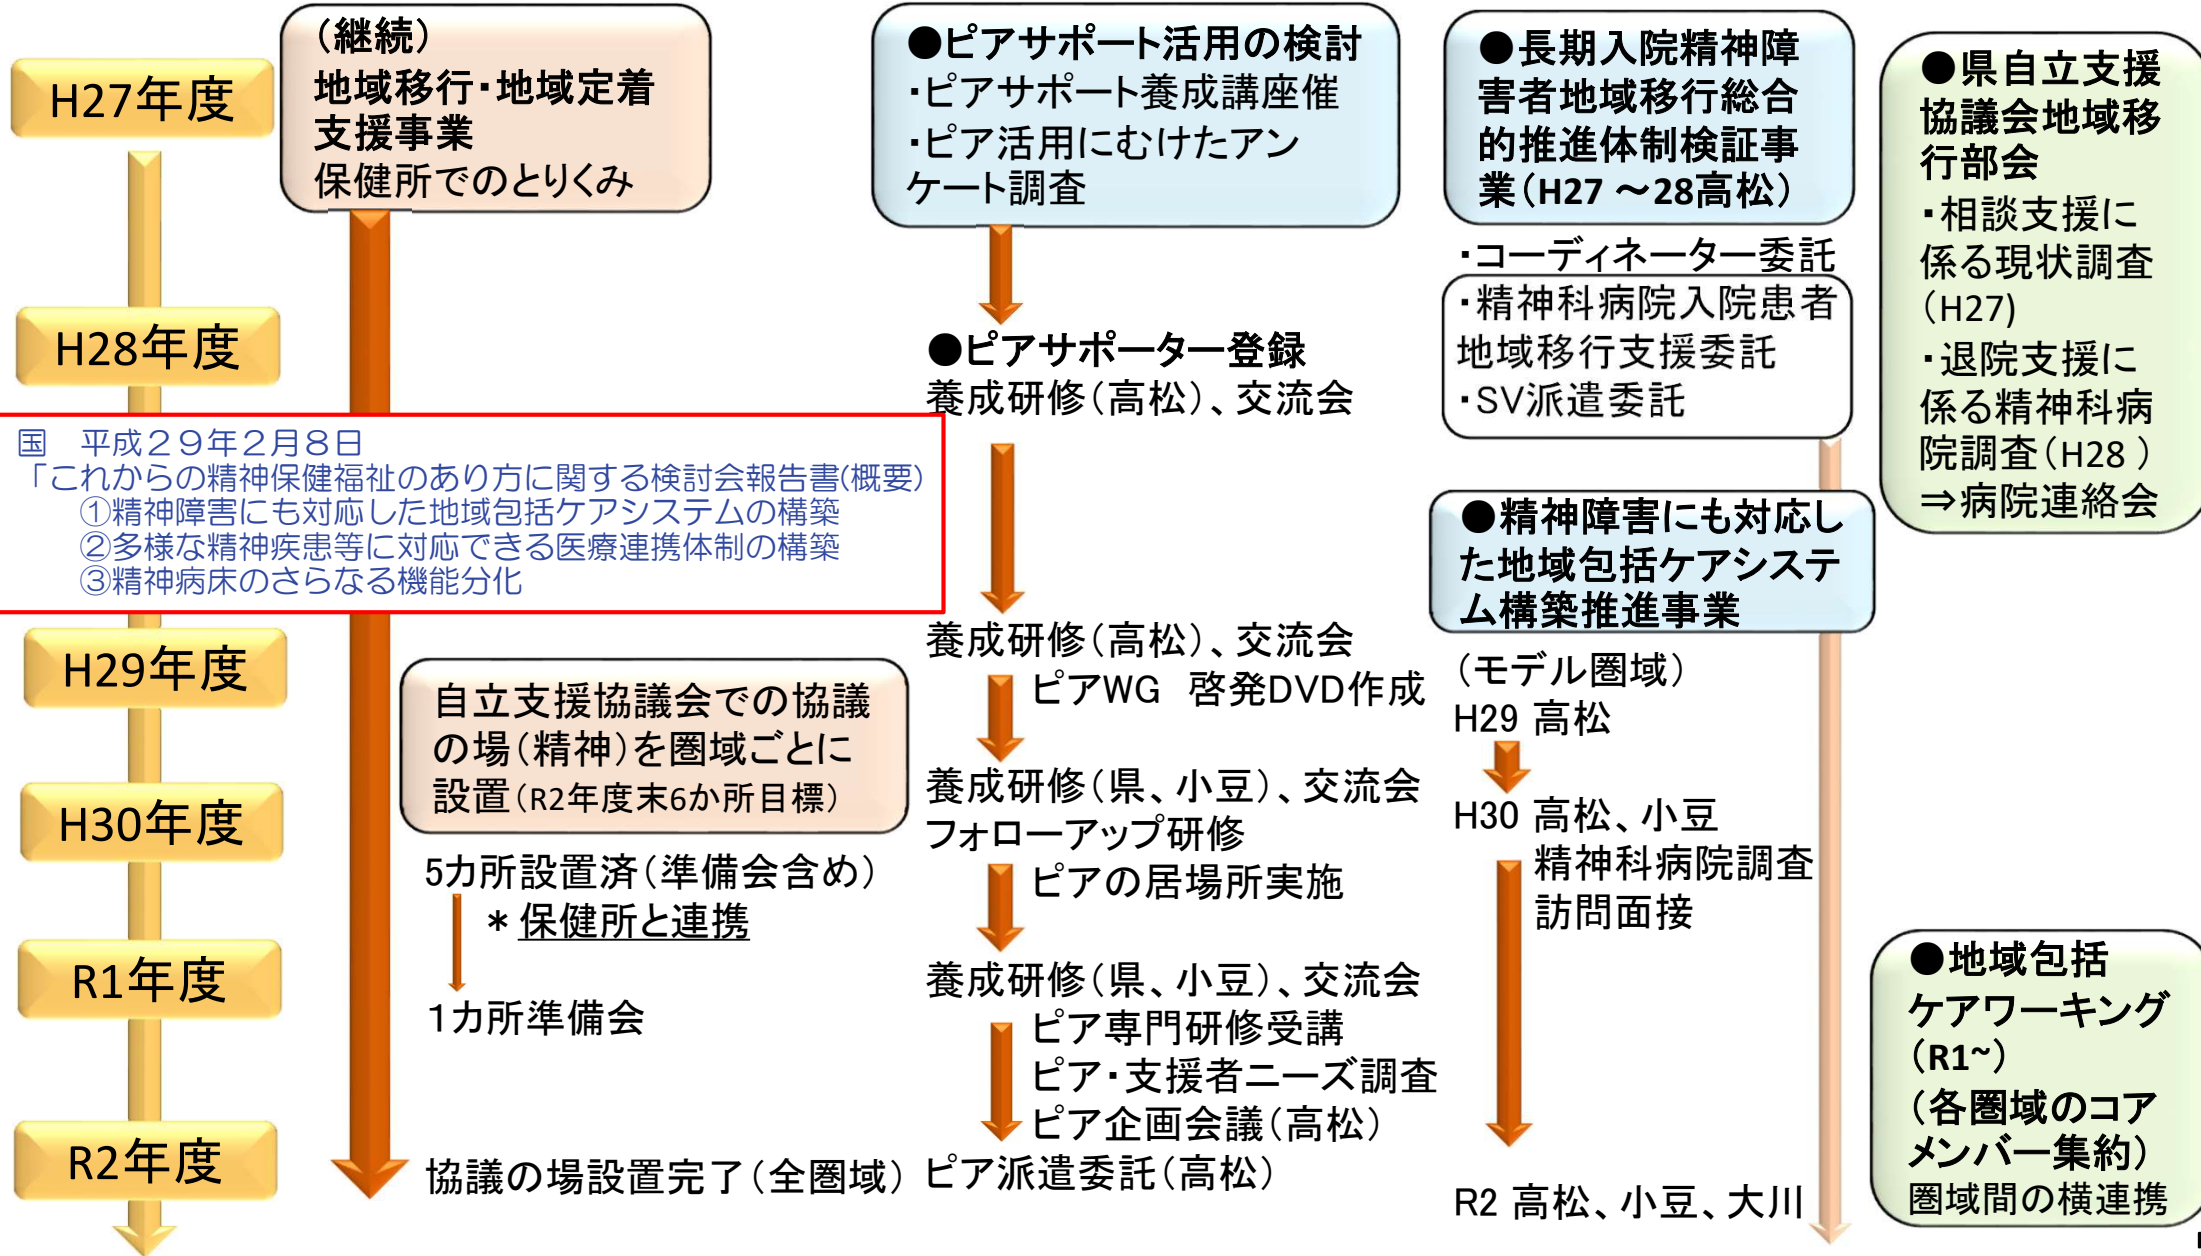 H27年度
H28年度
国　平成２９年２月８日
「これからの精神保健福祉のあり方に関する検討会報告書(概要)
①精神障害にも対応した地域包括ケアシステムの構築
②多様な精神疾患等に対応できる医療連携体制の構築
③精神病床のさらなる機能分化
H29年度
H30年度
R1年度
R2年度
（継続）
地域移行・地域定着
支援事業
保健所でのとりくみ
自立支援協議会での協議
の場（精神）を圏域ごとに
設置（R2年度末6か所目標）
5カ所設置済（準備会含め）
＊保健所と連携
1カ所準備会
協議の場設置完了（全圏域）
●ピアサポート活用の検討
・ピアサポート養成講座催
・ピア活用にむけたアン
ケート調査
●ピアサポーター登録
養成研修（高松）、交流会
養成研修（高松）、交流会
ピアWG　啓発DVD作成
養成研修（県、小豆）、交流会
フォローアップ研修
ピアの居場所実施
養成研修（県、小豆）、交流会
ピア専門研修受講
ピア・支援者ニーズ調査
ピア企画会議（高松）
ピア派遣委託（高松）
●長期入院精神障
害者地域移行総合
的推進体制検証事
業（H27 ～28高松）
・コーディネーター委託
・精神科病院入院患者
地域移行支援委託
・SV派遣委託
●精神障害にも対応し
た地域包括ケアシステ
ム構築推進事業
（モデル圏域）
H29 高松
H30 高松、小豆
精神科病院調査
訪問面接
R2 高松、小豆、大川
●県自立支援
協議会地域移
行部会
・相談支援に
係る現状調査
（H27)
・退院支援に
係る精神科病
院調査（H28 ）
⇒病院連絡会
●地域包括
ケアワーキング
（R1~）
（各圏域のコア
メンバー集約）
圏域間の横連携